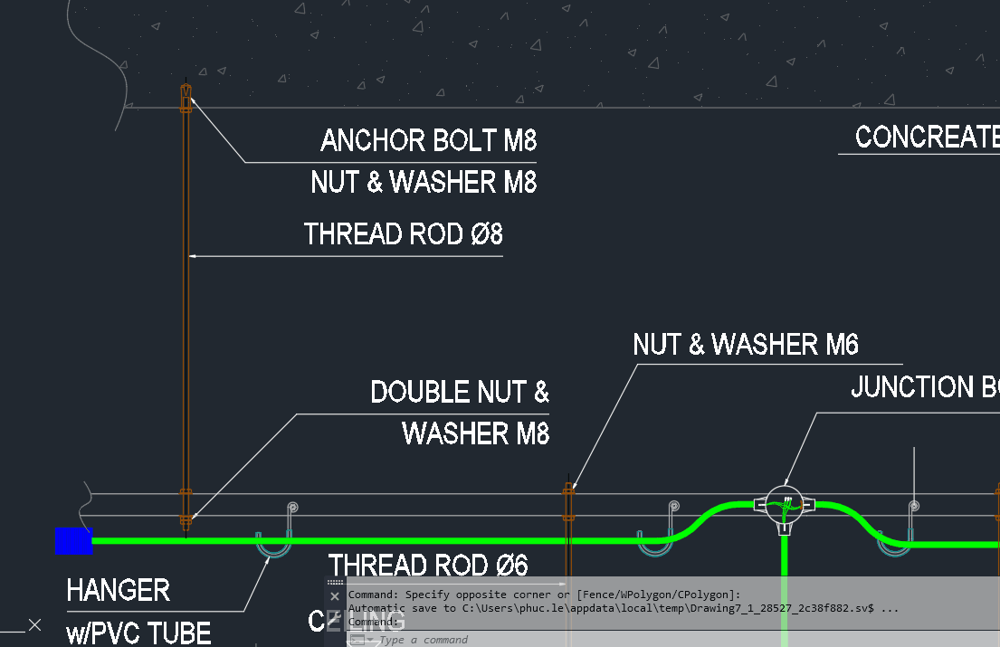 ANCHOR BOLT M8
NUT & WASHER M8
CONCREATE
THREAD ROD Ø8
NUT & WASHER M6
DOUBLE NUT &
WASHER M8
JUNCTION
THREAD ROD Ø6
HANGER
w/PVC TUBE
CEILING
Command: Specify opposite corner or [Fence/WPolygon/CPolygon]:
Automatic save to C:\Users\phuc.le\appdata\local\temp\Drawing7_1_28527_2c38f882.sv$ ...
Command:
Type a command